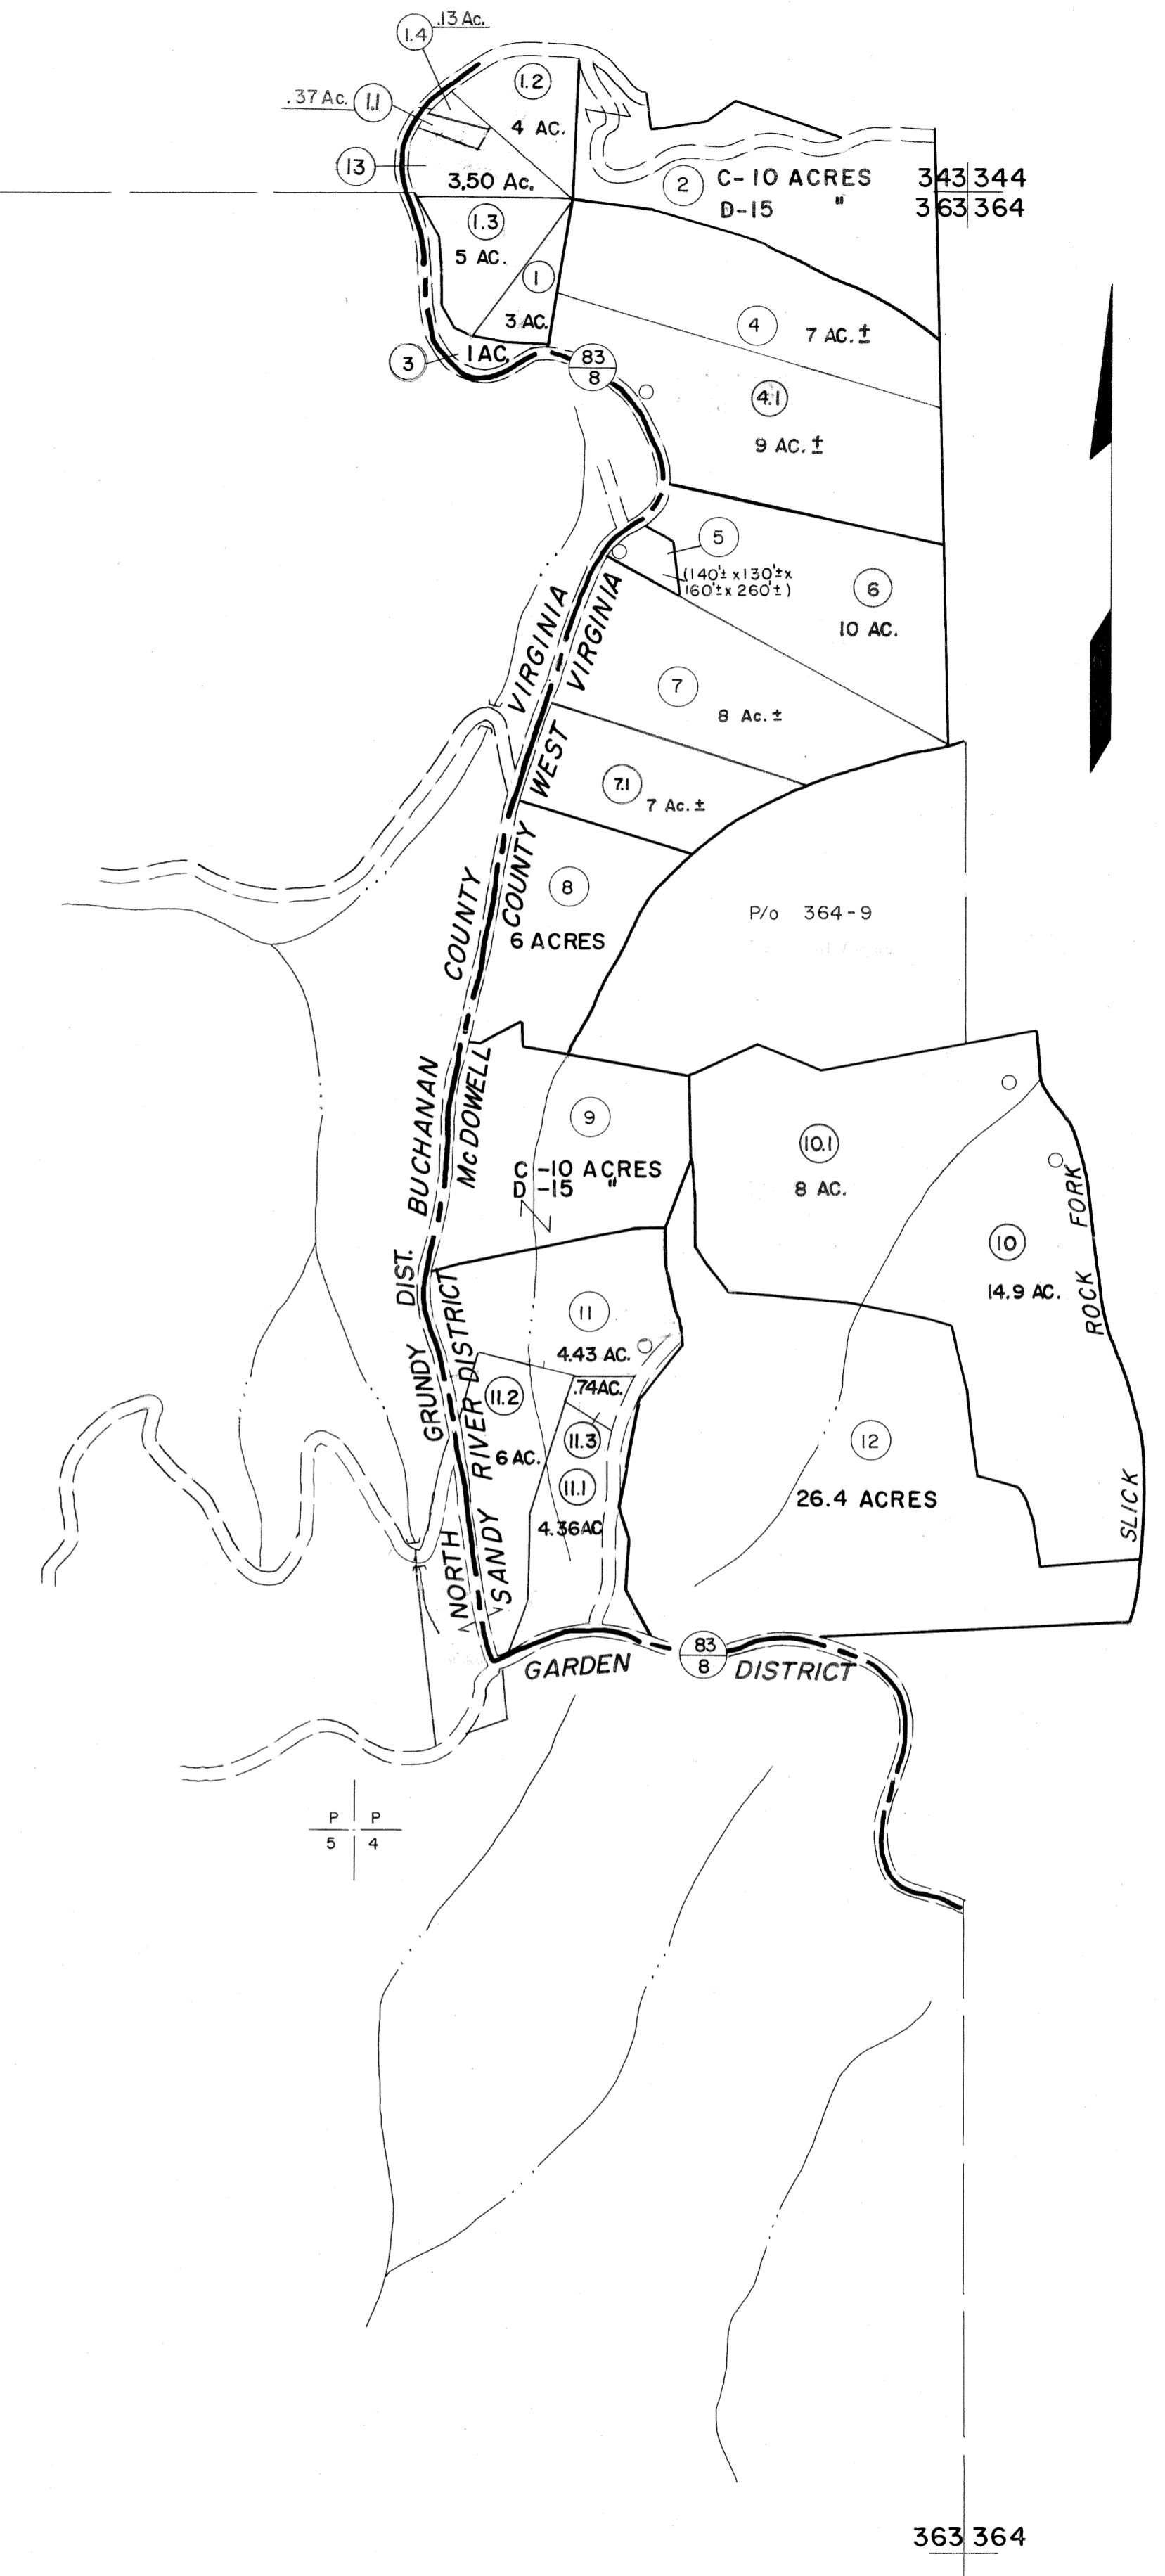 .13 Ac.
1.4
1.2
.37 Ac.
1.1
4 AC.
13
3.50 Ac.
2
C-10 ACRES
D-15 "
343 344
363 364
1.3
5 AC.
1
3 AC.
4
7 AC. ±
3
1 AC.
83
8
4.1
9 AC. ±
5
(140'± x 130'± x
160'± x 260'±)
6
10 AC.
VIRGINIA
WEST VIRGINIA
7
8 Ac. ±
7.1
7 Ac. ±
8
6 ACRES
P/o 364-9
BUCHANAN COUNTY
McDOWELL COUNTY
9
C -10 ACRES
D -15 "
10.1
8 AC.
10
14.9 AC.
SLICK ROCK FORK
NORTH GRUNDY DIST.
SANDY RIVER DISTRICT
11
4.43 AC.
.74 AC.
11.2
11.3
6 AC.
11.1
4.36 AC
12
26.4 ACRES
GARDEN
83
8
DISTRICT
P P
5 4
363 364